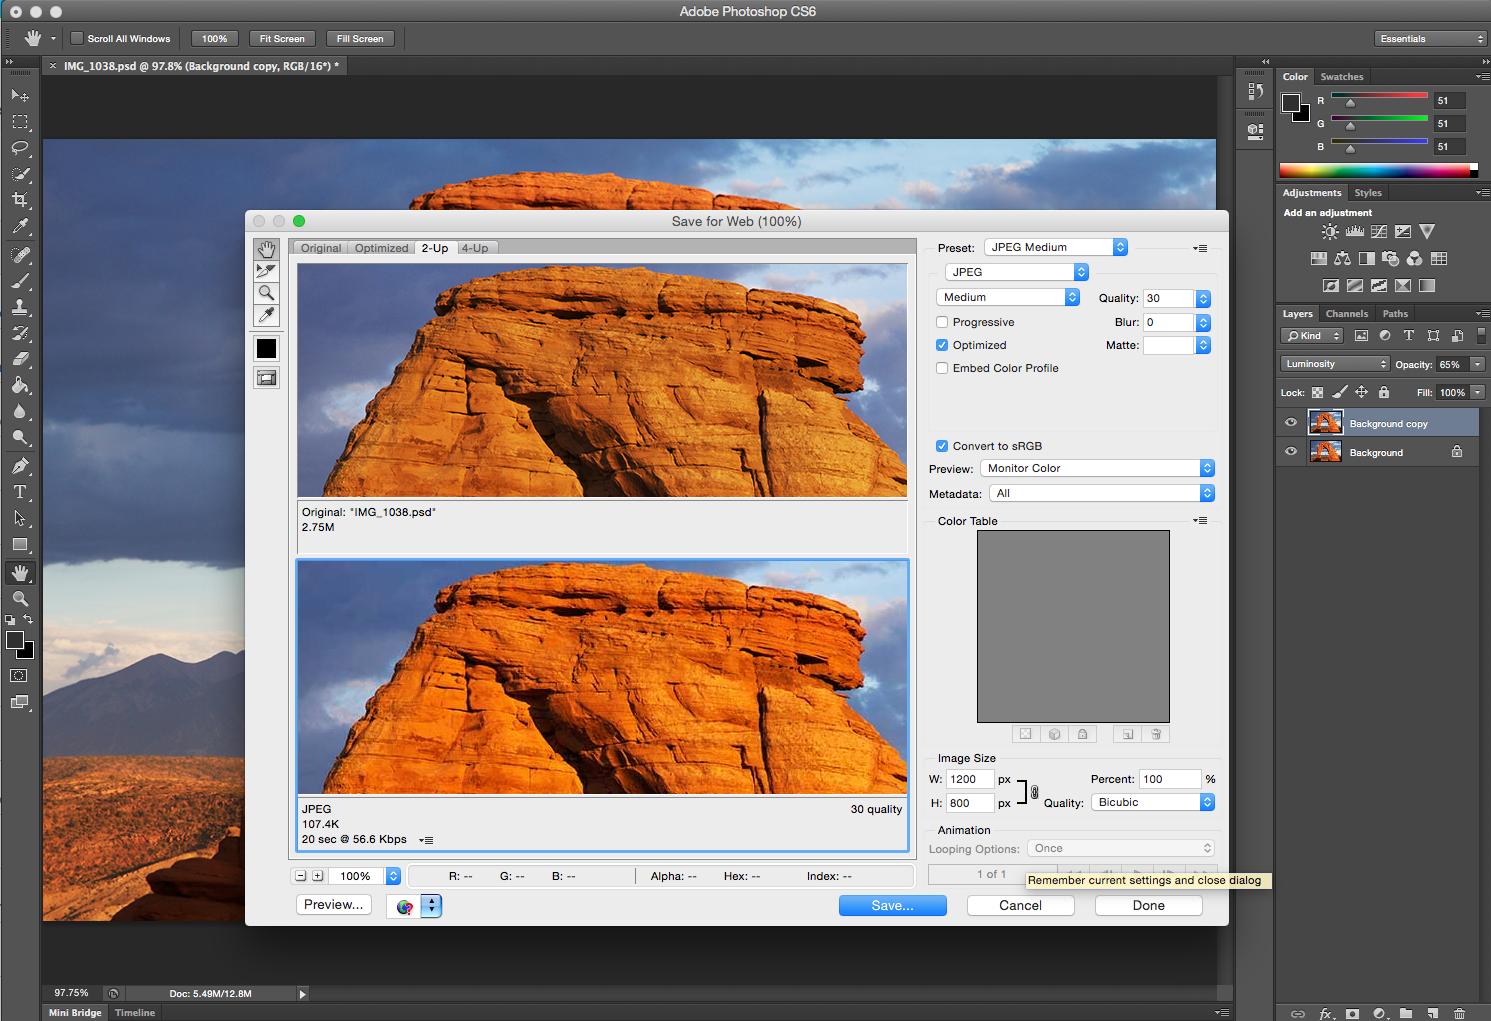 Adobe Photoshop CS6
Scroll All Windows
100%
Fit Screen
Fill Screen
Essentials
× IMG_1038.psd @ 97.8% (Background copy, RGB/16*) *
Color
Swatches
R
51
G
51
B
51
Adjustments
Styles
Add an adjustment
Layers
Channels
Paths
Kind
T
Luminosity
Opacity: 65%
Lock:
Fill: 100%
Background copy
Background
Save for Web (100%)
Original
Optimized
2-Up
4-Up
Original: "IMG_1038.psd"
2.75M
JPEG
30 quality
107.4K
20 sec @ 56.6 Kbps
100%
R: --
G: --
B: --
Alpha: --
Hex: --
Index: --
Preview...
Preset: JPEG Medium
JPEG
Medium
Quality: 30
Progressive
Blur: 0
Optimized
Matte:
Embed Color Profile
Convert to sRGB
Preview: Monitor Color
Metadata: All
Color Table
Image Size
W: 1200 px
Percent: 100 %
H: 800 px
Quality: Bicubic
Animation
Looping Options: Once
1 of 1
Remember current settings and close dialog
Save...
Cancel
Done
97.75%
Doc: 5.49M/12.8M
Mini Bridge
Timeline
fx